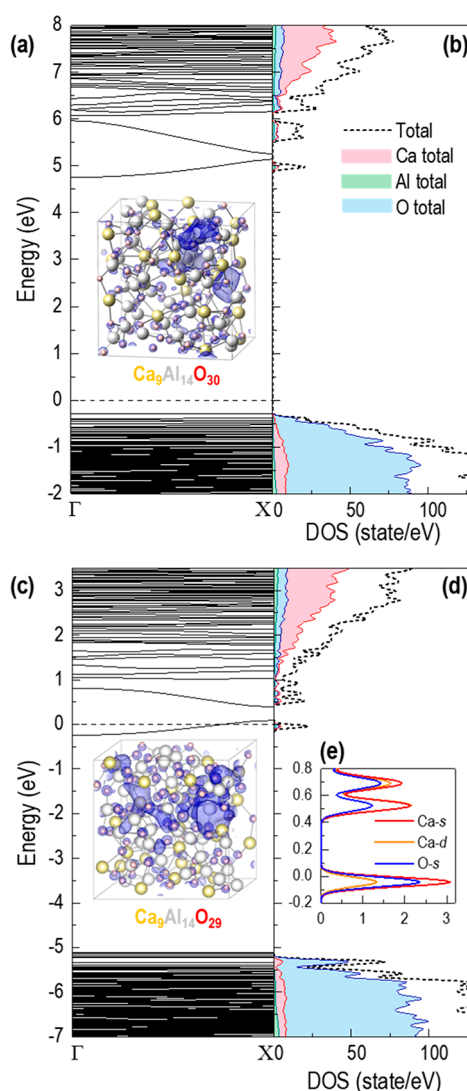 (a)
(b)
8
7
6
5
4
3
2
1
0
-1
-2
Energy (eV)
Total
Ca total
Al total
O total
Ca₉Al₁₄O₃₀
Γ
X
0
50
100
DOS (state/eV)
(c)
(d)
3
2
1
0
-1
-2
-3
-4
-5
-6
-7
Energy (eV)
(e)
0.8
0.6
0.4
0.2
0.0
0.2
Ca-s
Ca-d
O-s
0
1
2
3
Ca₉Al₁₄O₂₉
Γ
X
0
50
100
DOS (state/eV)